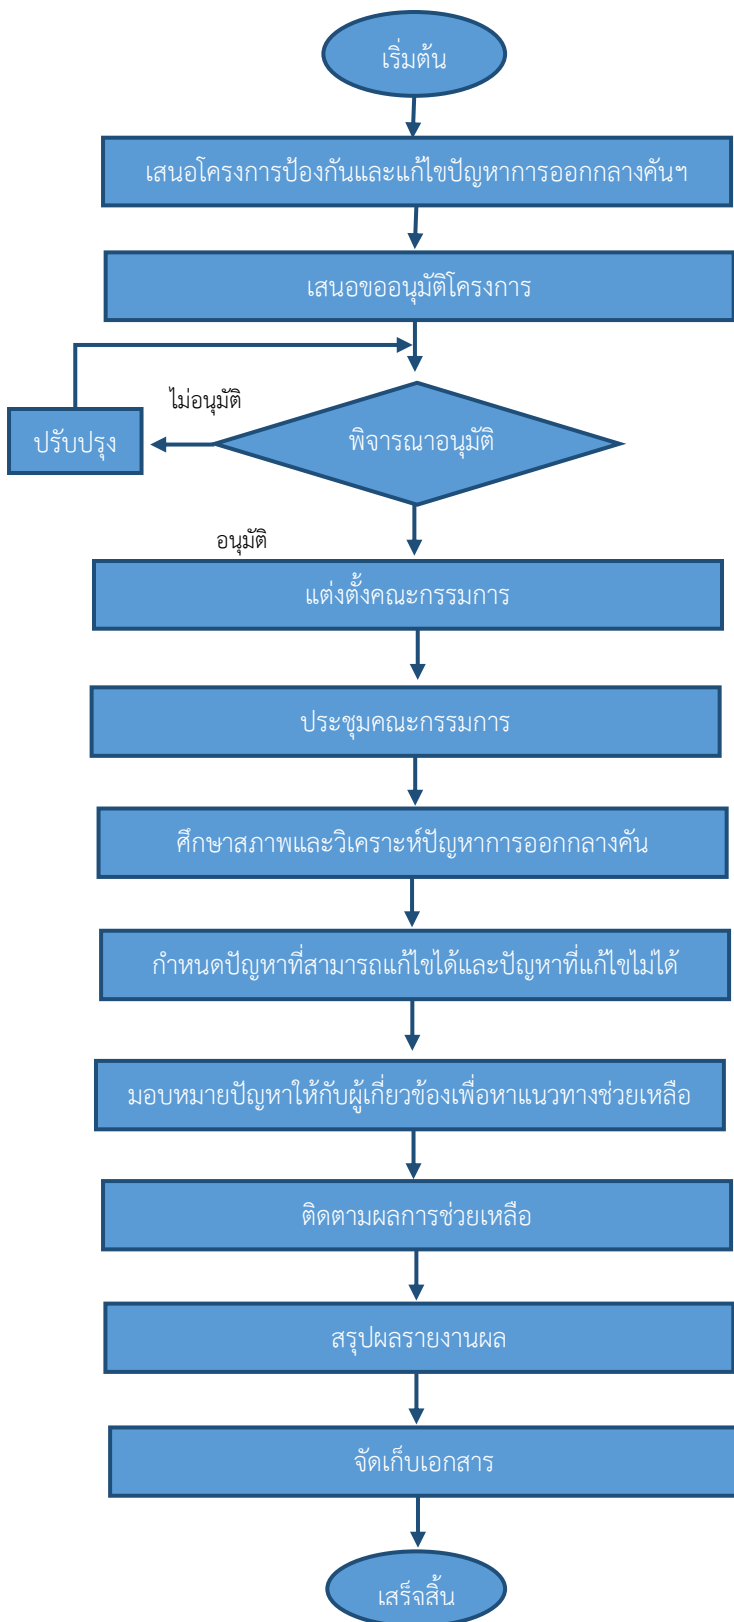 เริ่มต้น
เสนอโครงการป้องกันและแก้ไขปัญหาการออกกลางคันฯ
เสนอขออนุมัติโครงการ
ไม่อนุมัติ
ปรับปรุง
พิจารณาอนุมัติ
อนุมัติ
แต่งตั้งคณะกรรมการ
ประชุมคณะกรรมการ
ศึกษาสภาพและวิเคราะห์ปัญหาการออกกลางคัน
กำหนดปัญหาที่สามารถแก้ไขได้และปัญหาที่แก้ไขไม่ได้
มอบหมายปัญหาให้กับผู้เกี่ยวข้องเพื่อหาแนวทางช่วยเหลือ
ติดตามผลการช่วยเหลือ
สรุปผลรายงานผล
จัดเก็บเอกสาร
เสร็จสิ้น